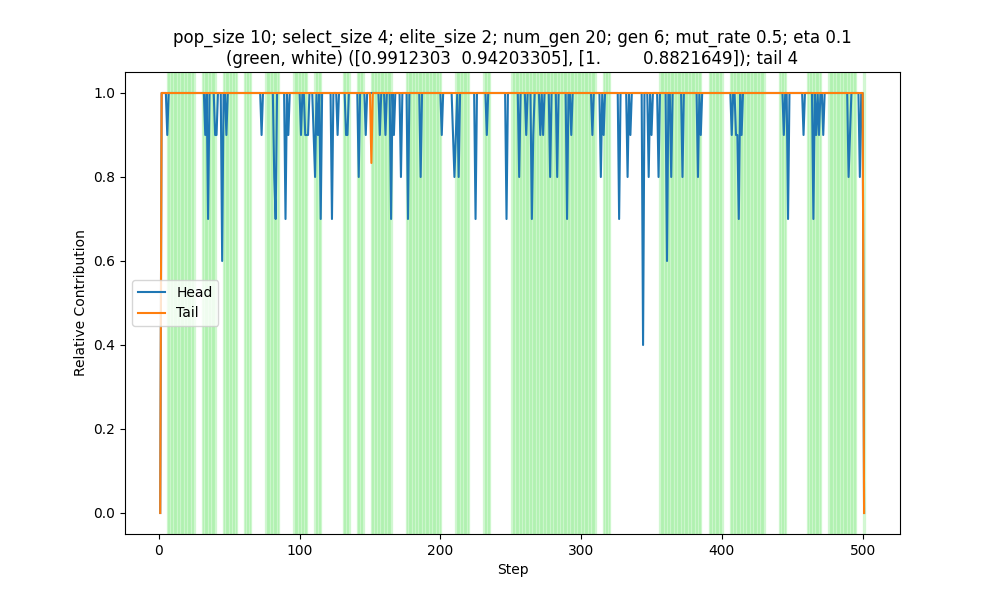 pop_size 10; select_size 4; elite_size 2; num_gen 20; gen 6; mut_rate 0.5; eta 0.1
(green, white) ([0.9912303  0.94203305], [1.         0.8821649]); tail 4
1.0
0.8
0.6
0.4
0.2
0.0
Relative Contribution
Head
Tail
0
100
200
300
400
500
Step